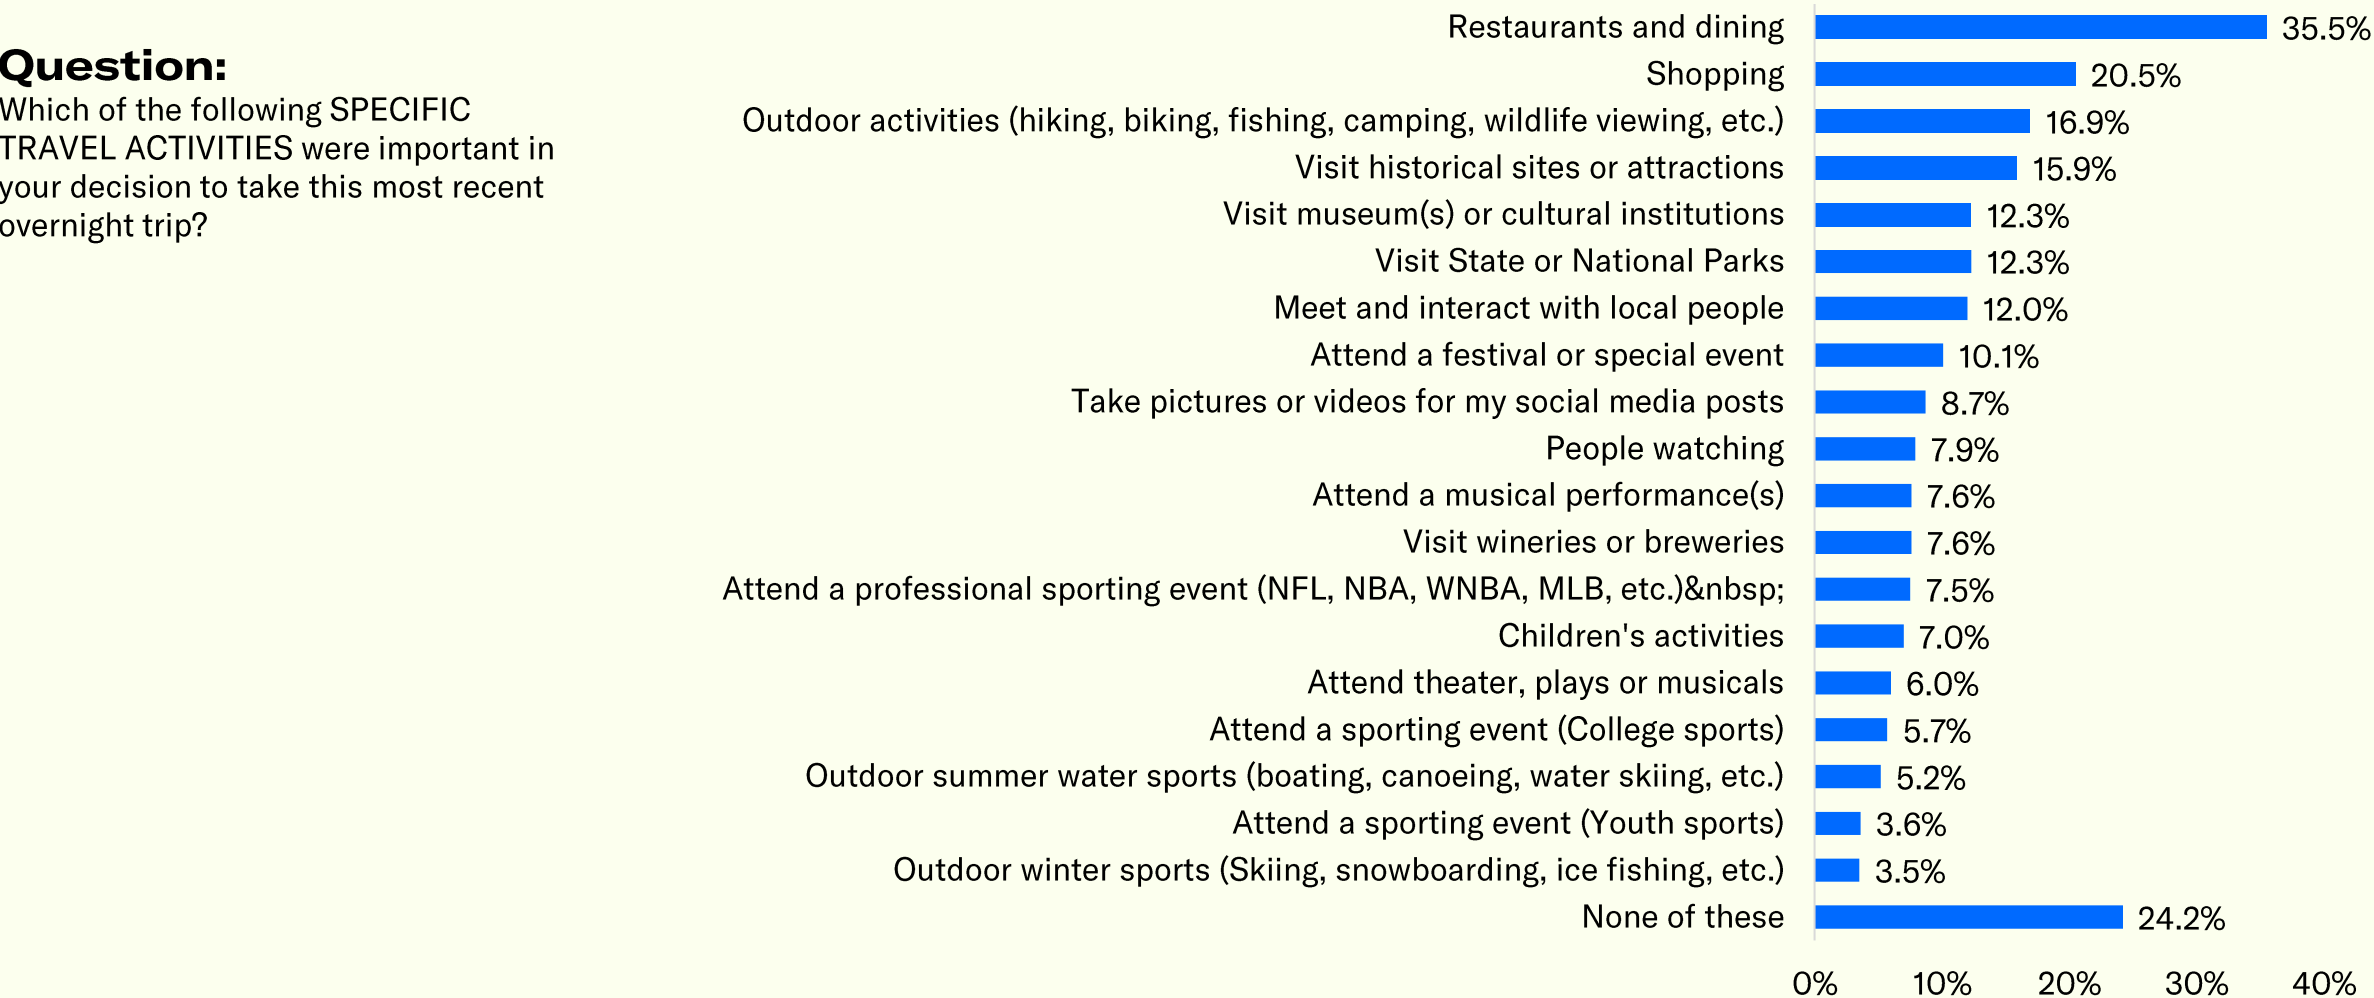 Question:
Which of the following SPECIFIC
TRAVEL ACTIVITIES were important in
your decision to take this most recent
overnight trip?
Restaurants and dining 35.5%
Shopping 20.5%
Outdoor activities (hiking, biking, fishing, camping, wildlife viewing, etc.) 16.9%
Visit historical sites or attractions 15.9%
Visit museum(s) or cultural institutions 12.3%
Visit State or National Parks 12.3%
Meet and interact with local people 12.0%
Attend a festival or special event 10.1%
Take pictures or videos for my social media posts 8.7%
People watching 7.9%
Attend a musical performance(s) 7.6%
Visit wineries or breweries 7.6%
Attend a professional sporting event (NFL, NBA, WNBA, MLB, etc.)&nbsp; 7.5%
Children's activities 7.0%
Attend theater, plays or musicals 6.0%
Attend a sporting event (College sports) 5.7%
Outdoor summer water sports (boating, canoeing, water skiing, etc.) 5.2%
Attend a sporting event (Youth sports) 3.6%
Outdoor winter sports (Skiing, snowboarding, ice fishing, etc.) 3.5%
None of these 24.2%
0% 10% 20% 30% 40%